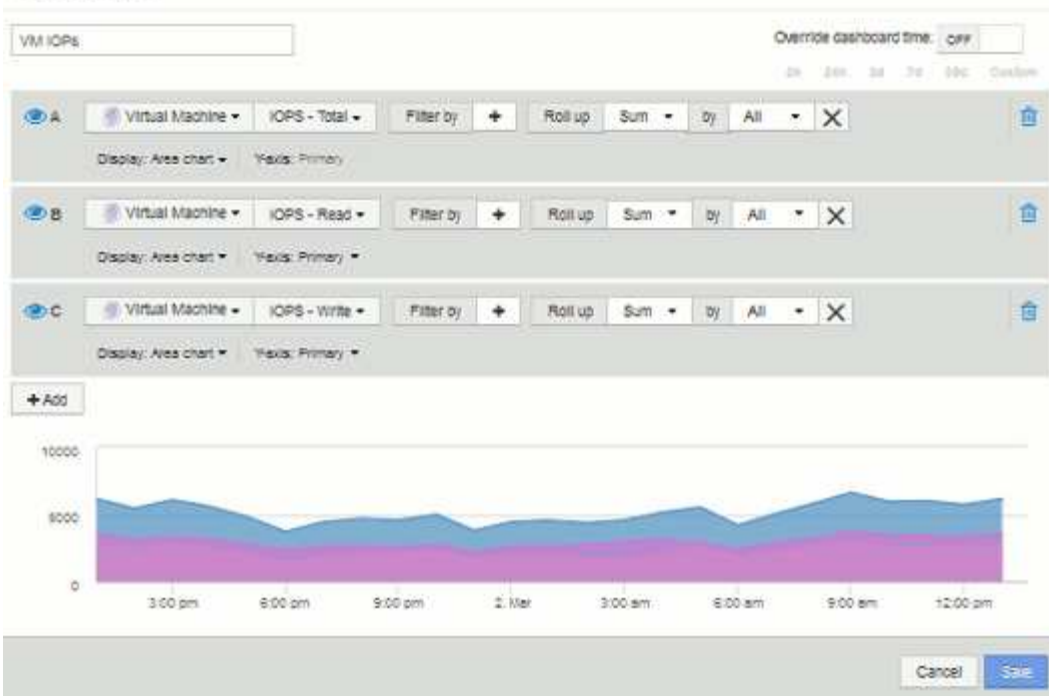 VM IOPs Override dashboard time: OFF
3d 7d Custom
A Virtual Machine IOPS - Total Filter by + Roll up Sum by All X
Display: Area chart Y-axis: Primary
B Virtual Machine IOPS - Read Filter by + Roll up Sum by All X
Display: Area chart Y-axis: Primary
C Virtual Machine IOPS - Write Filter by + Roll up Sum by All X
Display: Area chart Y-axis: Primary
+ Add
10000
5000
0
3:00 pm 6:00 pm 9:00 pm 2. Mar 3:00 am 6:00 am 9:00 am 12:00 pm
Cancel Save